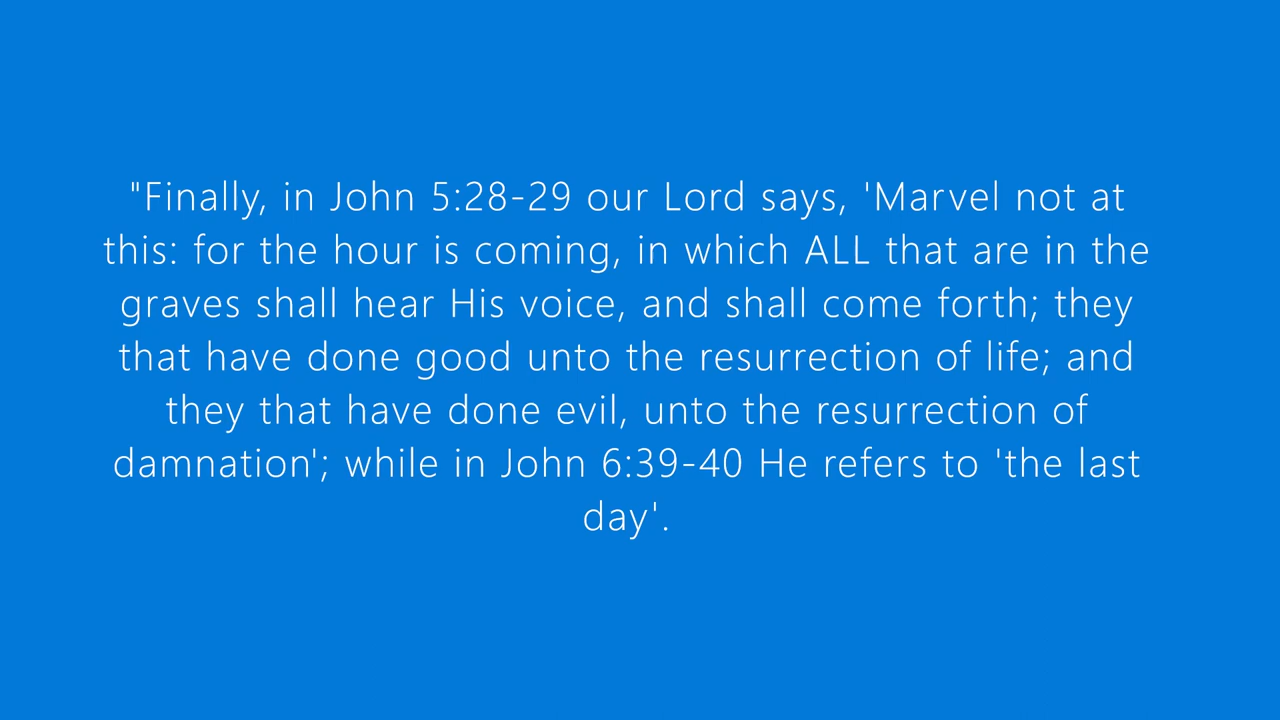 "Finally, in John 5:28-29 our Lord says, 'Marvel not at
this: for the hour is coming, in which ALL that are in the
graves shall hear His voice, and shall come forth; they
that have done good unto the resurrection of life; and
they that have done evil, unto the resurrection of
damnation'; while in John 6:39-40 He refers to 'the last
day'.